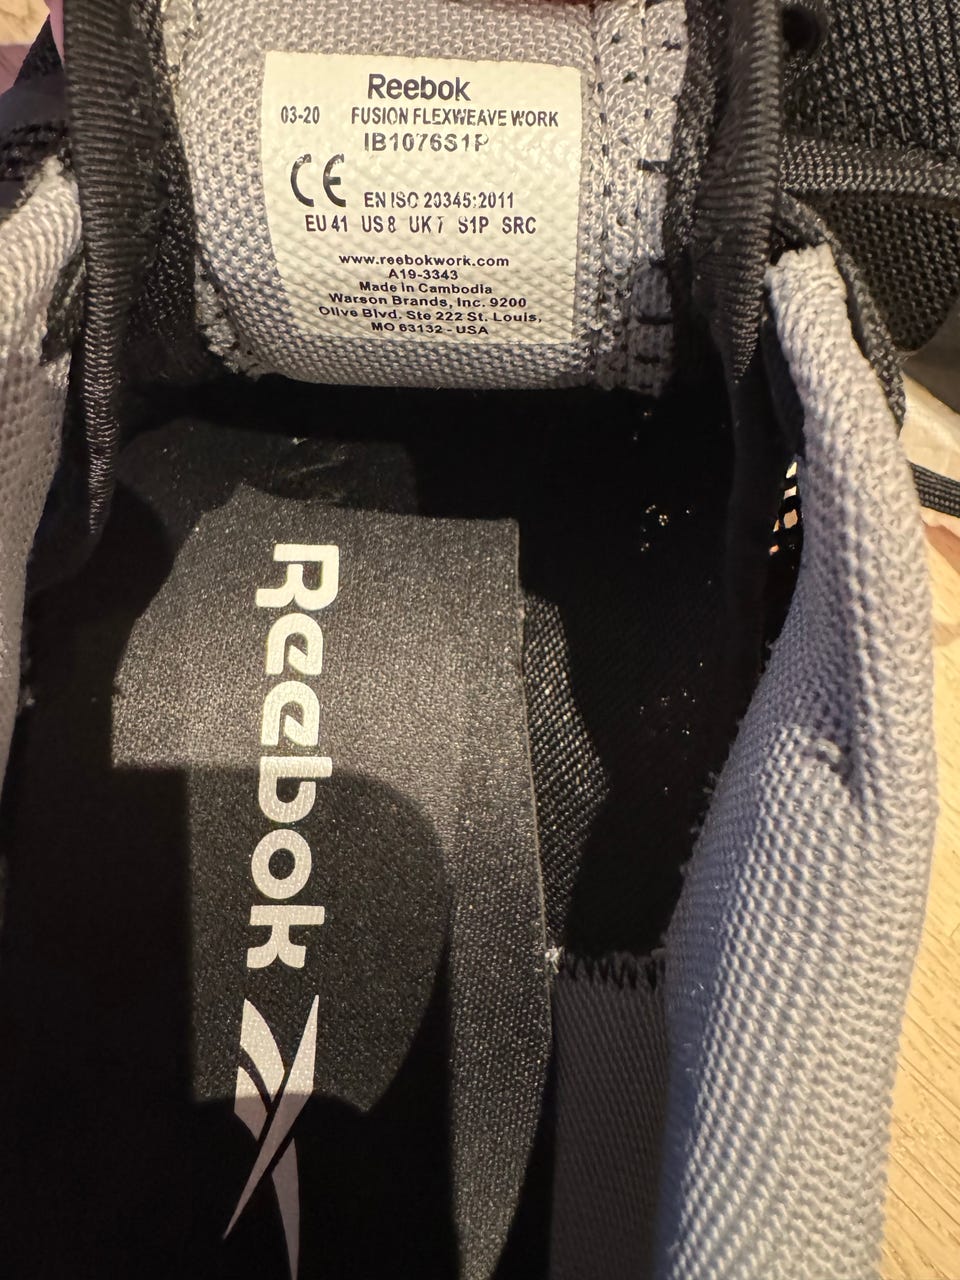 Reebok
03-20 FUSION FLEXWEAVE WORK
IB1076S1P
CE EN ISO 20345:2011
EU 41 US 8 UK 7 S1P SRC
www.reebokwork.com
A19-3343
Made in Cambodia
Warson Brands, Inc. 9200
Olive Blvd. Ste 222 St. Louis,
MO 63132 - USA
Reebok